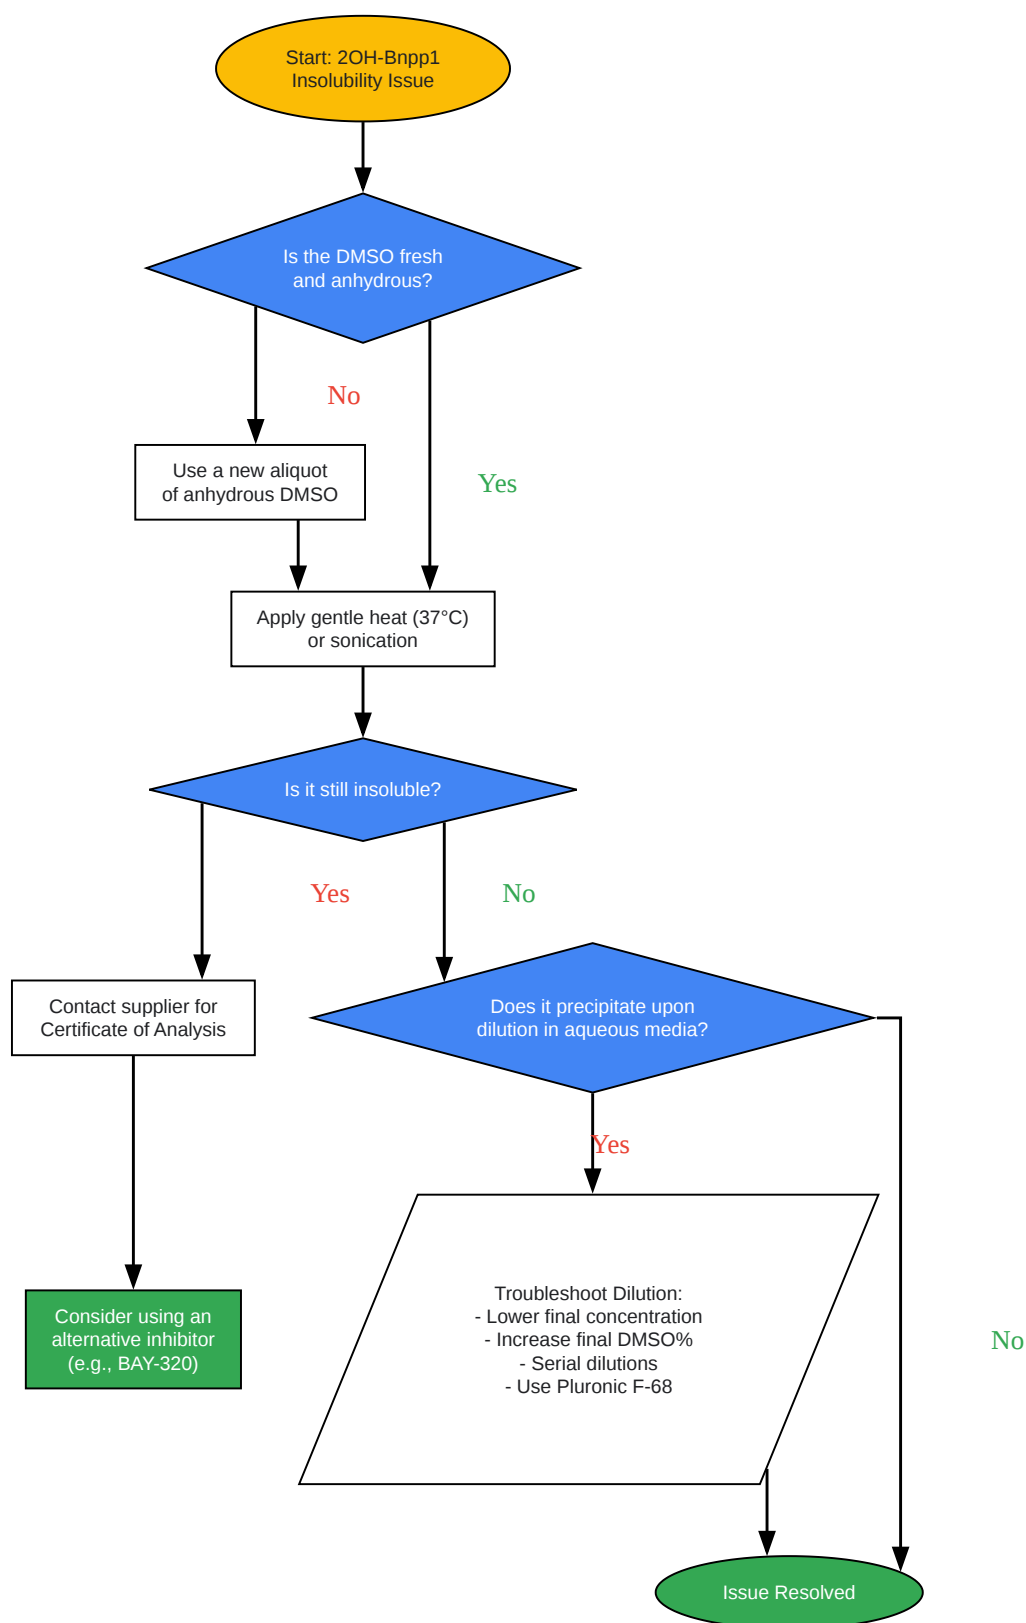 Start: 2OH-Bnpp1
Insolubility Issue
Is the DMSO fresh
and anhydrous?
No
Use a new aliquot
of anhydrous DMSO
Yes
Apply gentle heat (37°C)
or sonication
Is it still insoluble?
Yes
No
Contact supplier for
Certificate of Analysis
Does it precipitate upon
dilution in aqueous media?
Yes
Consider using an
alternative inhibitor
(e.g., BAY-320)
Troubleshoot Dilution:
- Lower final concentration
- Increase final DMSO%
- Serial dilutions
- Use Pluronic F-68
No
Issue Resolved